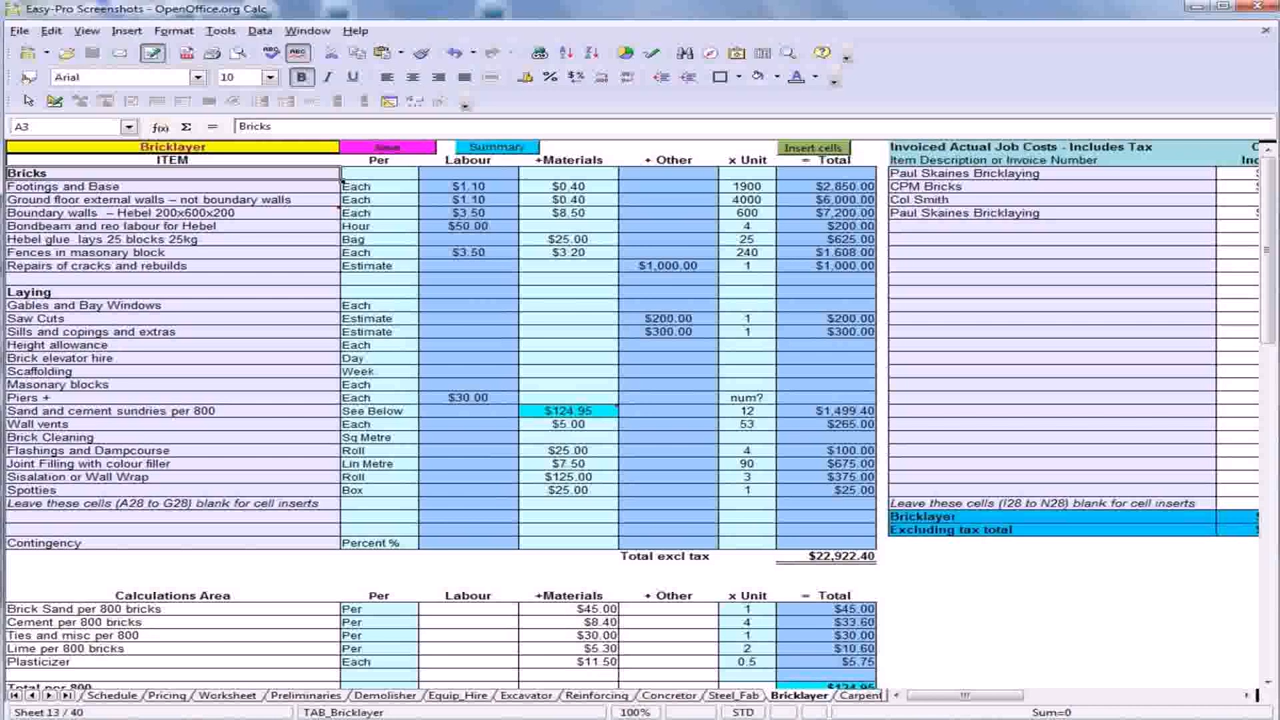 Easy-Pro Screenshots - OpenOffice.org Calc
File Edit View Insert Format Tools Data Window Help
Arial 10
A3 Bricks
Bricklayer Summary Insert cells Invoiced Actual Job Costs - Includes Tax
ITEM Per Labour +Materials + Other x Unit = Total Item Description or Invoice Number
Bricks Paul Skaines Bricklaying
Footings and Base Each $1.10 $0.40 1900 $2,850.00 CPM Bricks
Ground floor external walls – not boundary walls Each $1.10 $0.40 4000 $6,000.00 Col Smith
Boundary walls – Hebel 200x600x200 Each $3.50 $8.50 600 $7,200.00 Paul Skaines Bricklaying
Bondbeam and reo labour for Hebel Hour $50.00 4 $200.00
Hebel glue lays 25 blocks 25kg Bag $25.00 25 $625.00
Fences in masonary block Each $3.50 $3.20 240 $1,608.00
Repairs of cracks and rebuilds Estimate $1,000.00 1 $1,000.00
Laying
Gables and Bay Windows Each
Saw Cuts Estimate $200.00 1 $200.00
Sills and copings and extras Estimate $300.00 1 $300.00
Height allowance Each
Brick elevator hire Day
Scaffolding Week
Masonary blocks Each
Piers + Each $30.00 num?
Sand and cement sundries per 800 See Below $124.95 12 $1,499.40
Wall vents Each $5.00 53 $265.00
Brick Cleaning Sq Metre
Flashings and Dampcourse Roll $25.00 4 $100.00
Joint Filling with colour filler Lin Metre $7.50 90 $675.00
Sisalation or Wall Wrap Roll $125.00 3 $375.00
Spotties Box $25.00 1 $25.00
Leave these cells (A28 to G28) blank for cell inserts Leave these cells (I28 to N28) blank for cell inserts
Bricklayer
Excluding tax total
Contingency Percent %
Total excl tax $22,922.40
Calculations Area Per Labour +Materials + Other x Unit = Total
Brick Sand per 800 bricks Per $45.00 1 $45.00
Cement per 800 bricks Per $8.40 4 $33.60
Ties and misc per 800 Per $30.00 1 $30.00
Lime per 800 bricks Per $5.30 2 $10.60
Plasticizer Each $11.50 0.5 $5.75
Total per 800 $124.95
Schedule Pricing Worksheet Preliminaries Demolisher Equip_Hire Excavator Reinforcing Concretor Steel_Fab Bricklayer Carpent
Sheet 13 / 40 TAB_Bricklayer 100% STD Sum=0